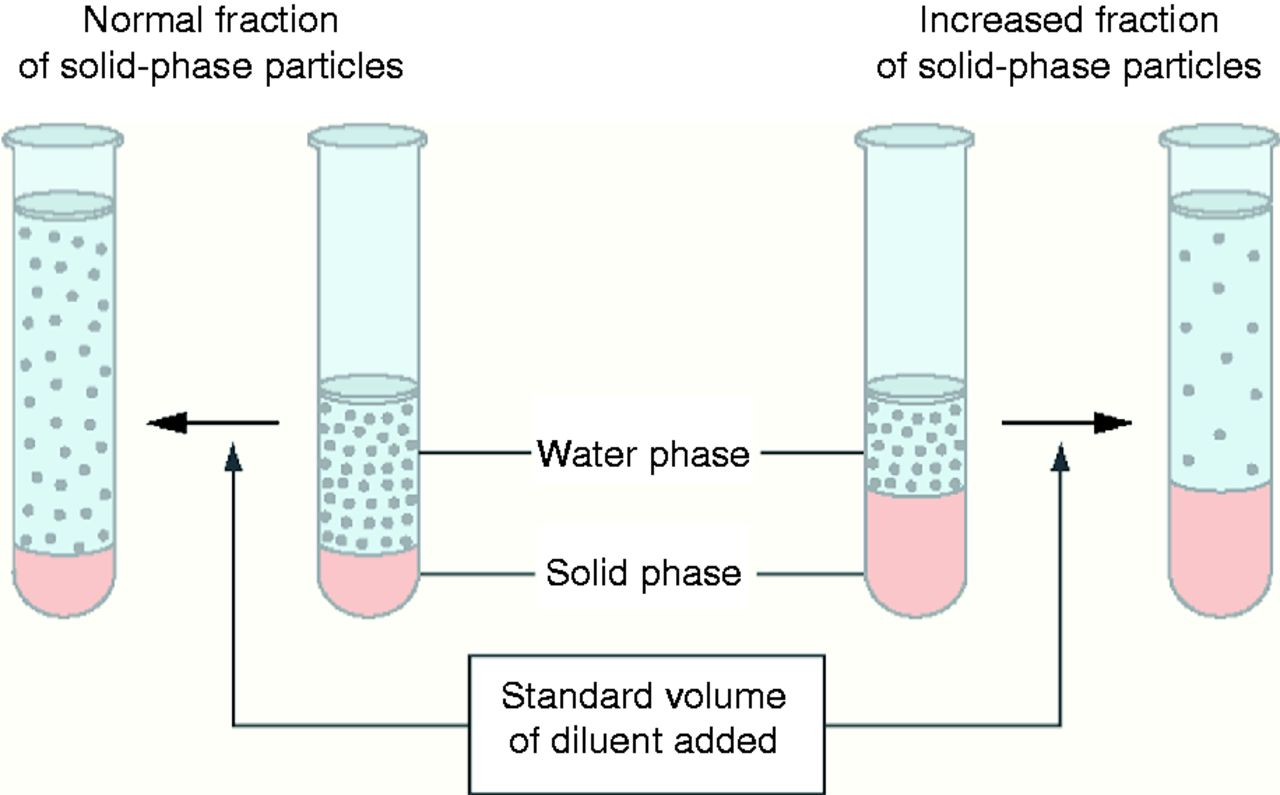 Normal fraction
of solid-phase particles
Increased fraction
of solid-phase particles
Water phase
Solid phase
Standard volume
of diluent added